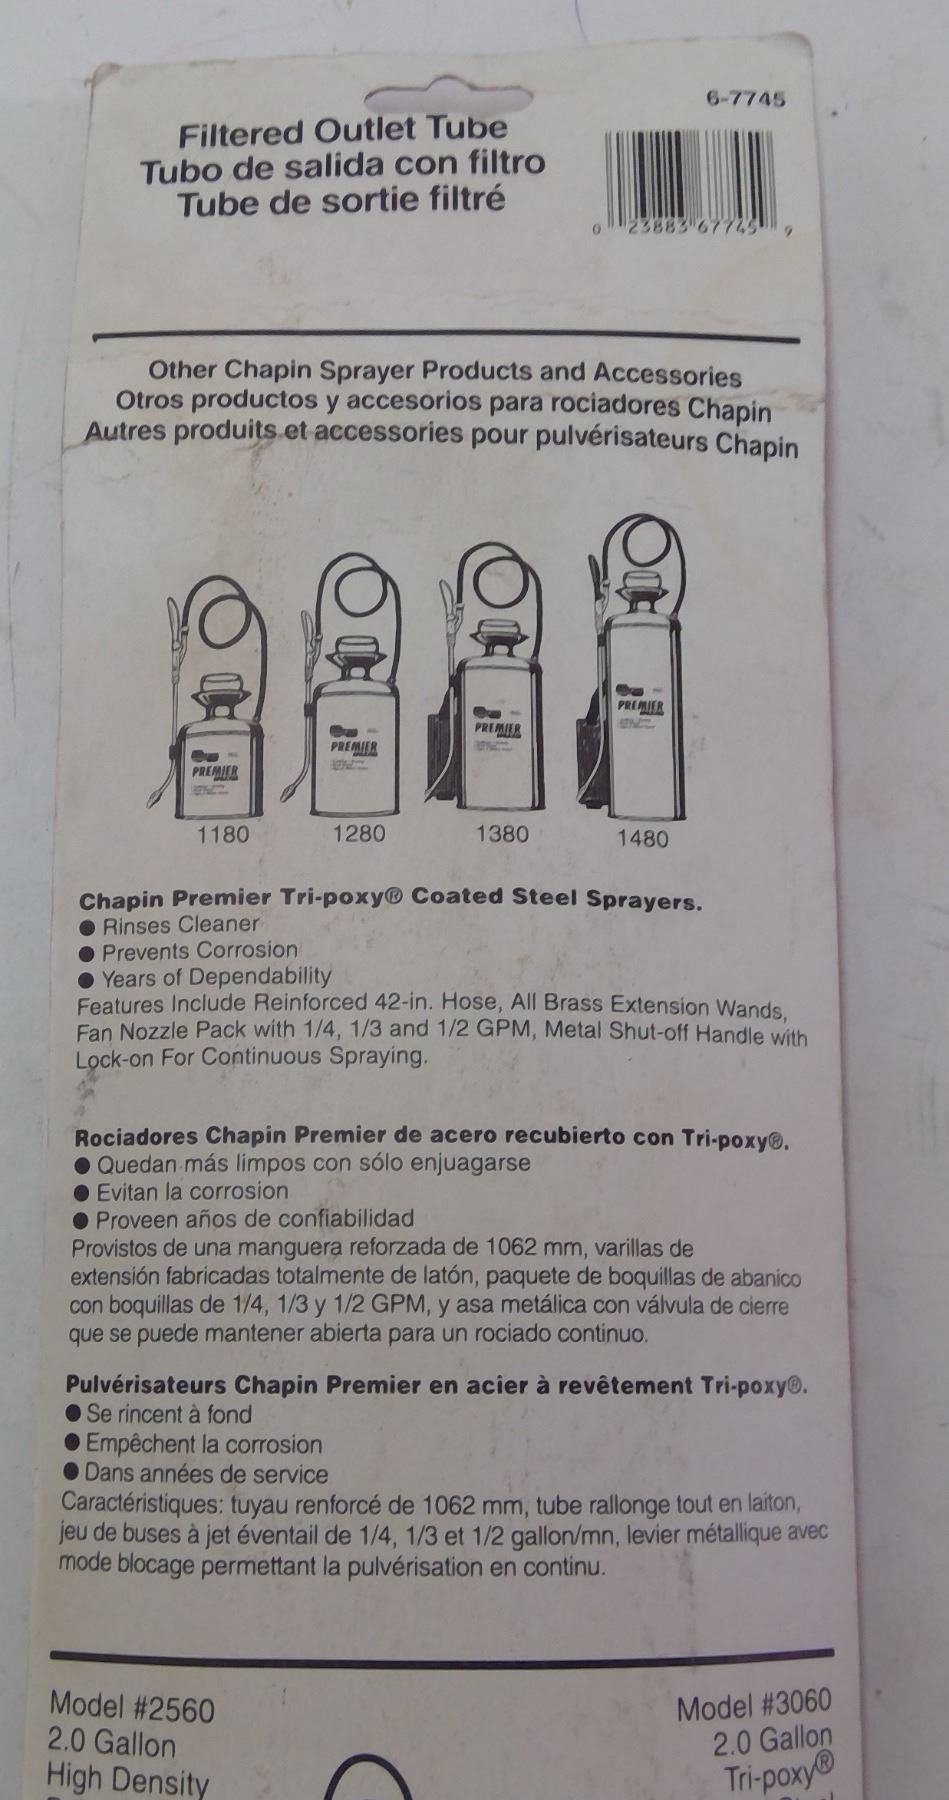 6-7745
Filtered Outlet Tube
Tubo de salida con filtro
Tube de sortie filtré
0 23883 67745 9
Other Chapin Sprayer Products and Accessories
Otros productos y accesorios para rociadores Chapin
Autres produits et accessories pour pulvérisateurs Chapin
PREMIER
PREMIER
PREMIER
PREMIER
1180 1280 1380 1480
Chapin Premier Tri-poxy® Coated Steel Sprayers.
● Rinses Cleaner
● Prevents Corrosion
● Years of Dependability
Features Include Reinforced 42-in. Hose, All Brass Extension Wands,
Fan Nozzle Pack with 1/4, 1/3 and 1/2 GPM, Metal Shut-off Handle with
Lock-on For Continuous Spraying.
Rociadores Chapin Premier de acero recubierto con Tri-poxy®.
● Quedan más limpos con sólo enjuagarse
● Evitan la corrosion
● Proveen años de confiabilidad
Provistos de una manguera reforzada de 1062 mm, varillas de
extensión fabricadas totalmente de latón, paquete de boquillas de abanico
con boquillas de 1/4, 1/3 y 1/2 GPM, y asa metálica con válvula de cierre
que se puede mantener abierta para un rociado continuo.
Pulvérisateurs Chapin Premier en acier à revêtement Tri-poxy®.
● Se rincent à fond
● Empêchent la corrosion
● Dans années de service
Caractéristiques: tuyau renforcé de 1062 mm, tube rallonge tout en laiton,
jeu de buses à jet éventail de 1/4, 1/3 et 1/2 gallon/mn, levier métallique avec
mode blocage permettant la pulvérisation en continu.
Model #2560
2.0 Gallon
High Density
Model #3060
2.0 Gallon
Tri-poxy®